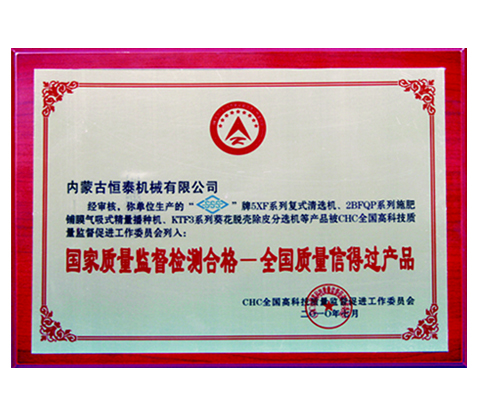 内蒙古恒泰机械有限公司
经审核，你单位生产的“ ”牌5XF系列复式清选机、2BFQP系列施肥
铺膜气吸式精量播种机、KTF3系列葵花脱壳除皮分选机等产品被CHC全国高科技质
量监督促进工作委员会列入：
国家质量监督检测合格—全国质量信得过产品
CHC全国高科技质量监督促进工作委员会
二〇一〇年七月